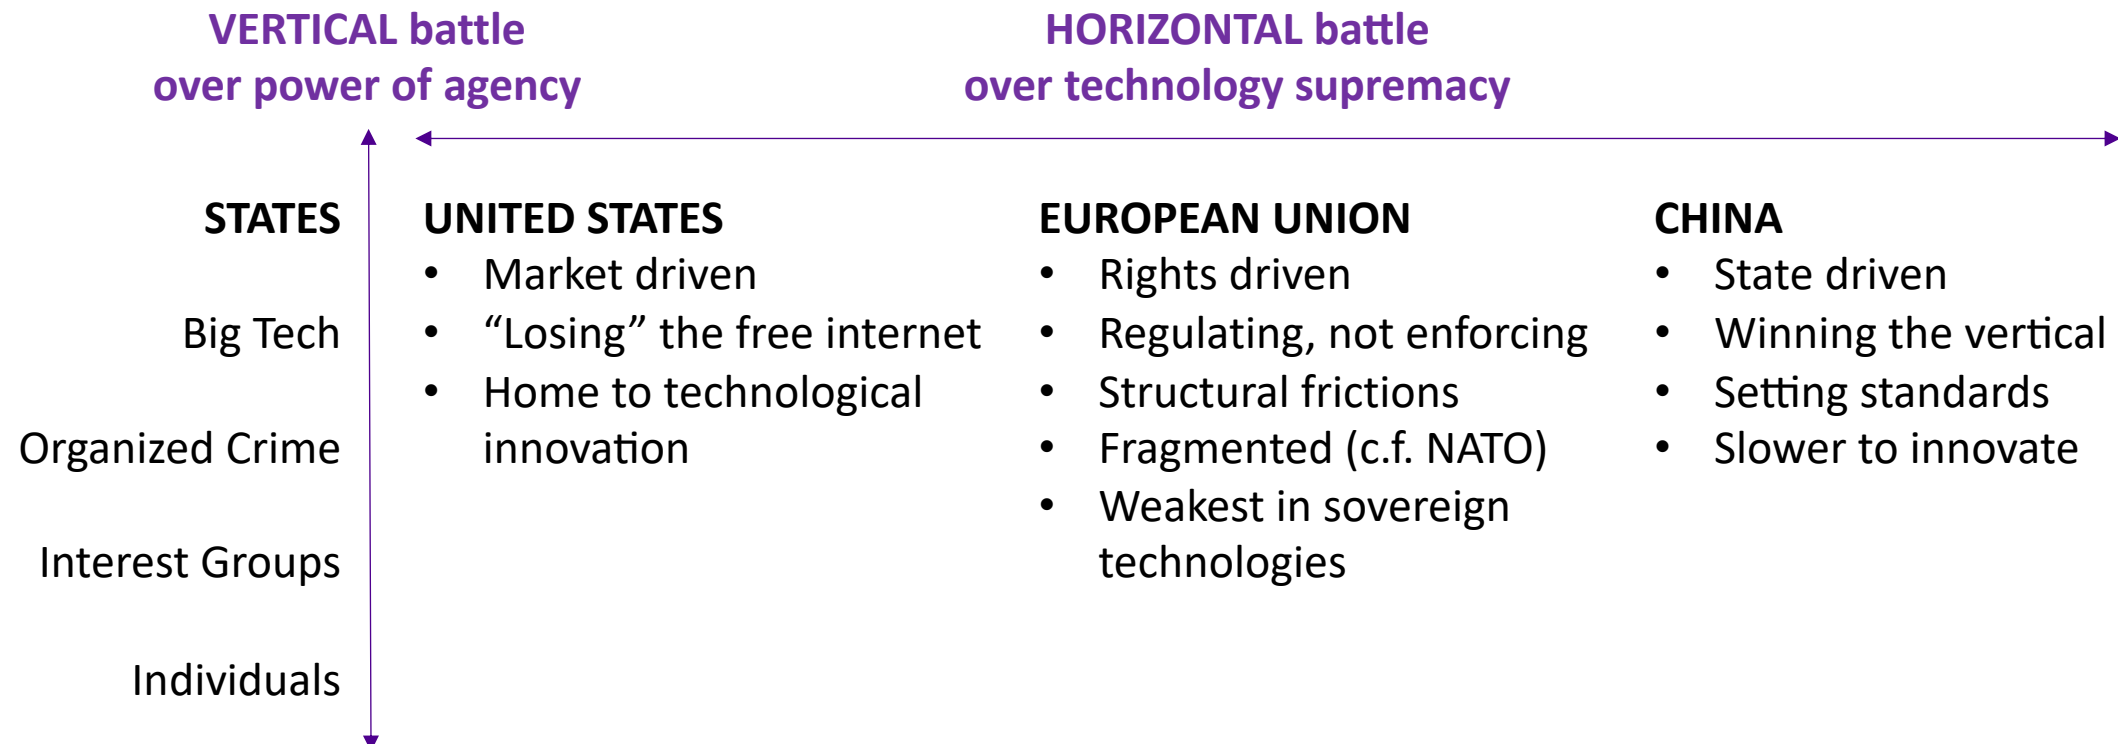 VERTICAL battle
over power of agency
HORIZONTAL battle
over technology supremacy
STATES
Big Tech
Organized Crime
Interest Groups
Individuals
UNITED STATES
• Market driven
• “Losing” the free internet
• Home to technological
innovation
EUROPEAN UNION
• Rights driven
• Regulating, not enforcing
• Structural frictions
• Fragmented (c.f. NATO)
• Weakest in sovereign
technologies
CHINA
• State driven
• Winning the vertical
• Setting standards
• Slower to innovate